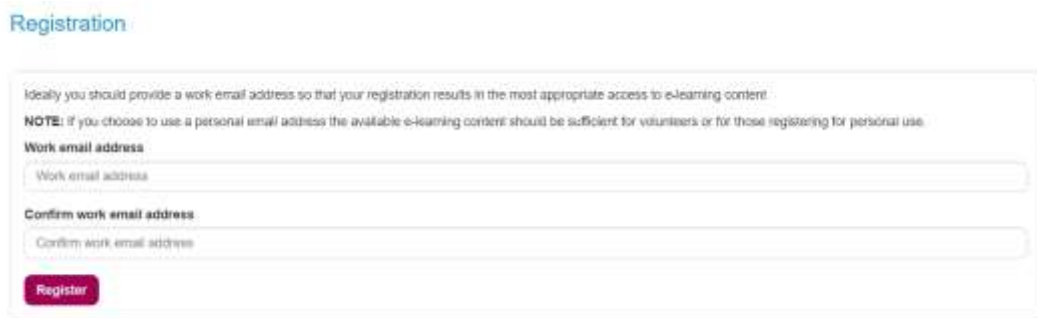 Registration
Ideally you should provide a work email address so that your registration results in the most appropriate access to e-learning content
NOTE: If you choose to use a personal email address the available e-learning content should be sufficient for volunteers or for those registering for personal use.
Work email address
Work email address
Confirm work email address
Confirm work email address
Register